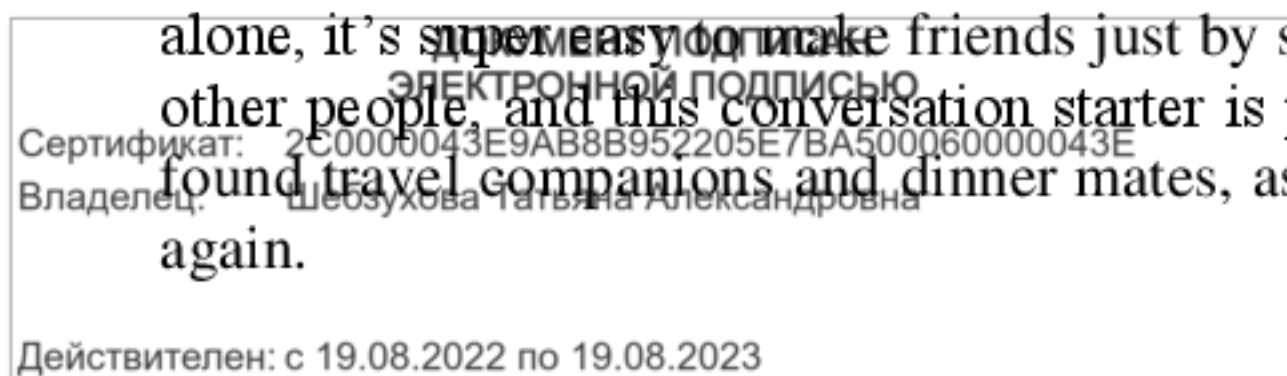 alone, it's super easy to make friends just by
ДОКУМЕНТ ПОДПИСАН
ЭЛЕКТРОННОЙ ПОДПИСЬЮ
other people, and this conversation starter is
Сертификат: 2C0000043E9AB8B952205E7BA500060000043E
found travel companions and dinner mates, as
Владелец: Шебзухова Татьяна Александровна
again.
Действителен: с 19.08.2022 по 19.08.2023